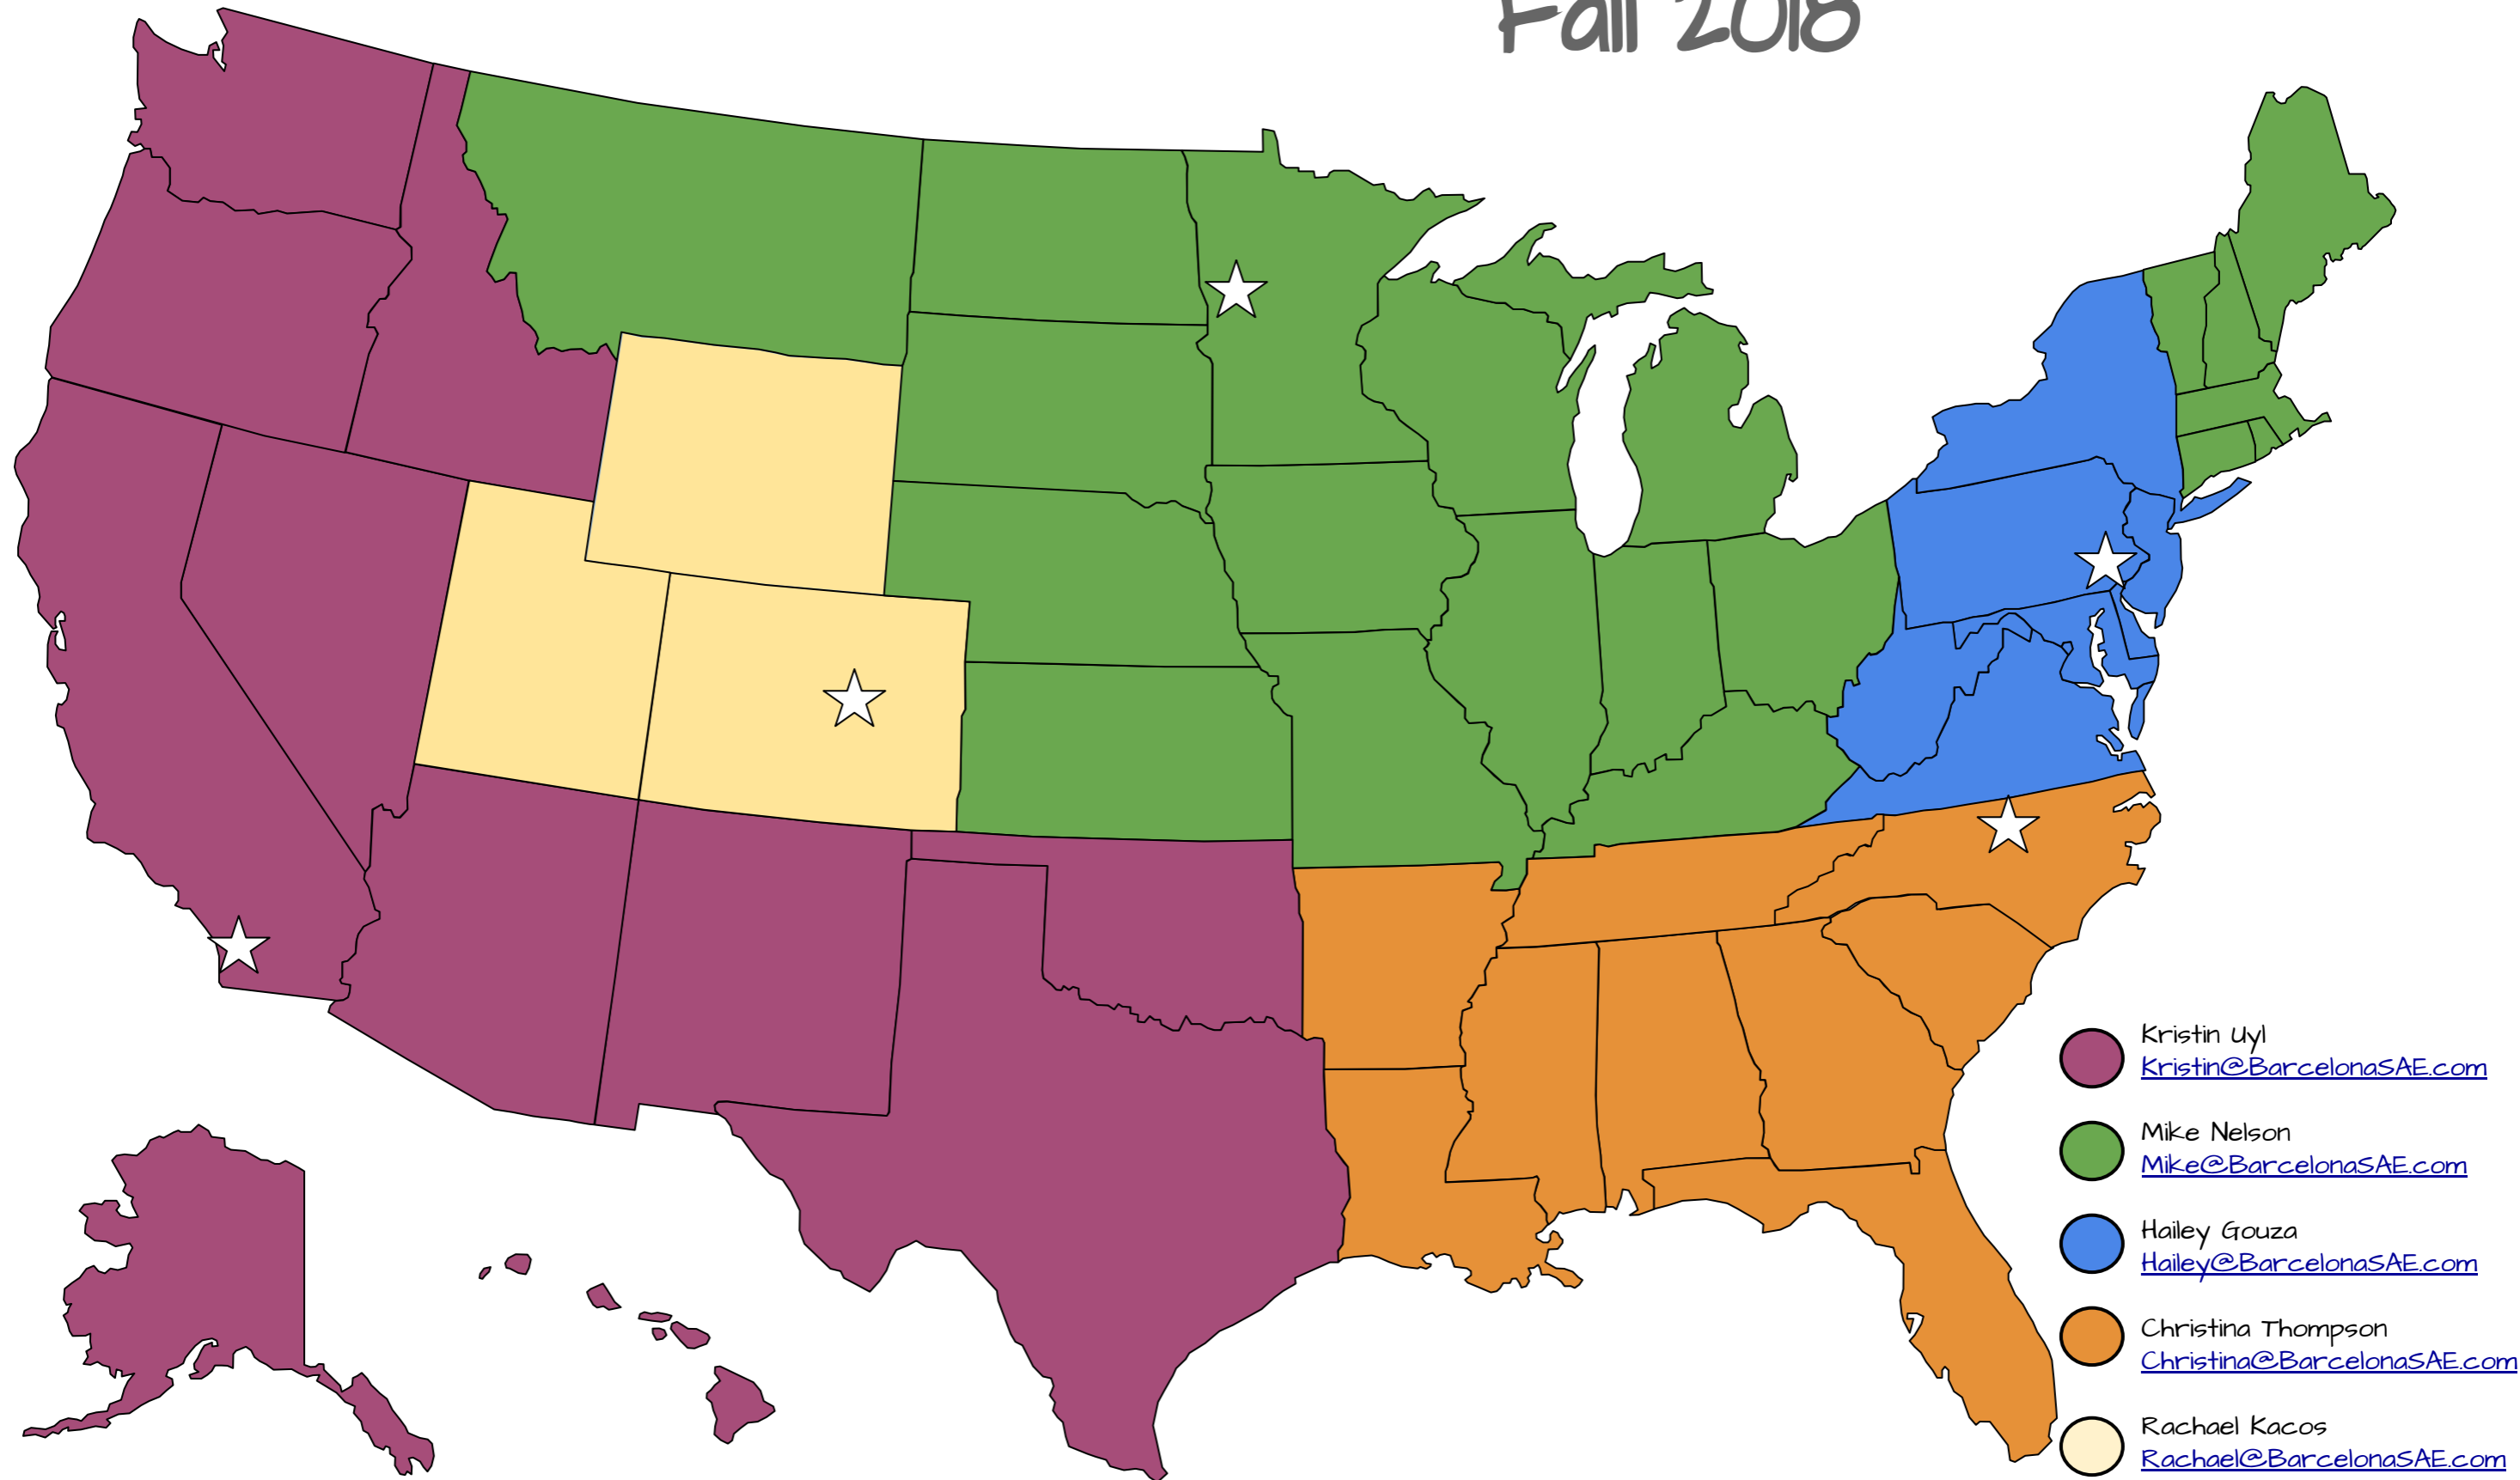 Fall 2018
Kristin Uyl
Kristin@BarcelonaSAE.com
Mike Nelson
Mike@BarcelonaSAE.com
Hailey Gouza
Hailey@BarcelonaSAE.com
Christina Thompson
Christina@BarcelonaSAE.com
Rachael Kacos
Rachael@BarcelonaSAE.com